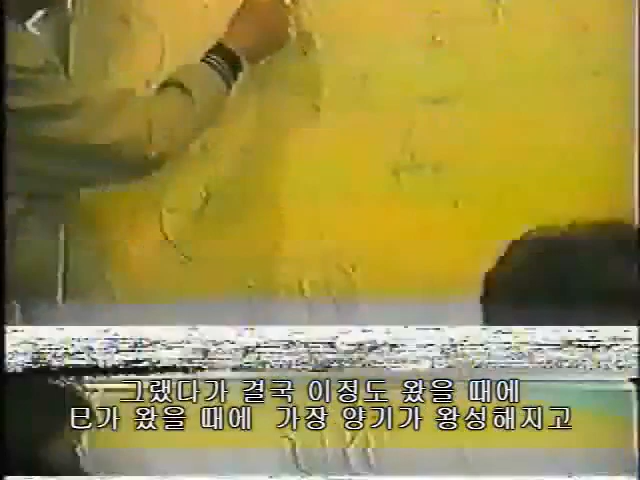 그랬다가 결국 이정도 왔을 때에
巳가 왔을 때에 가장 양기가 왕성해지고